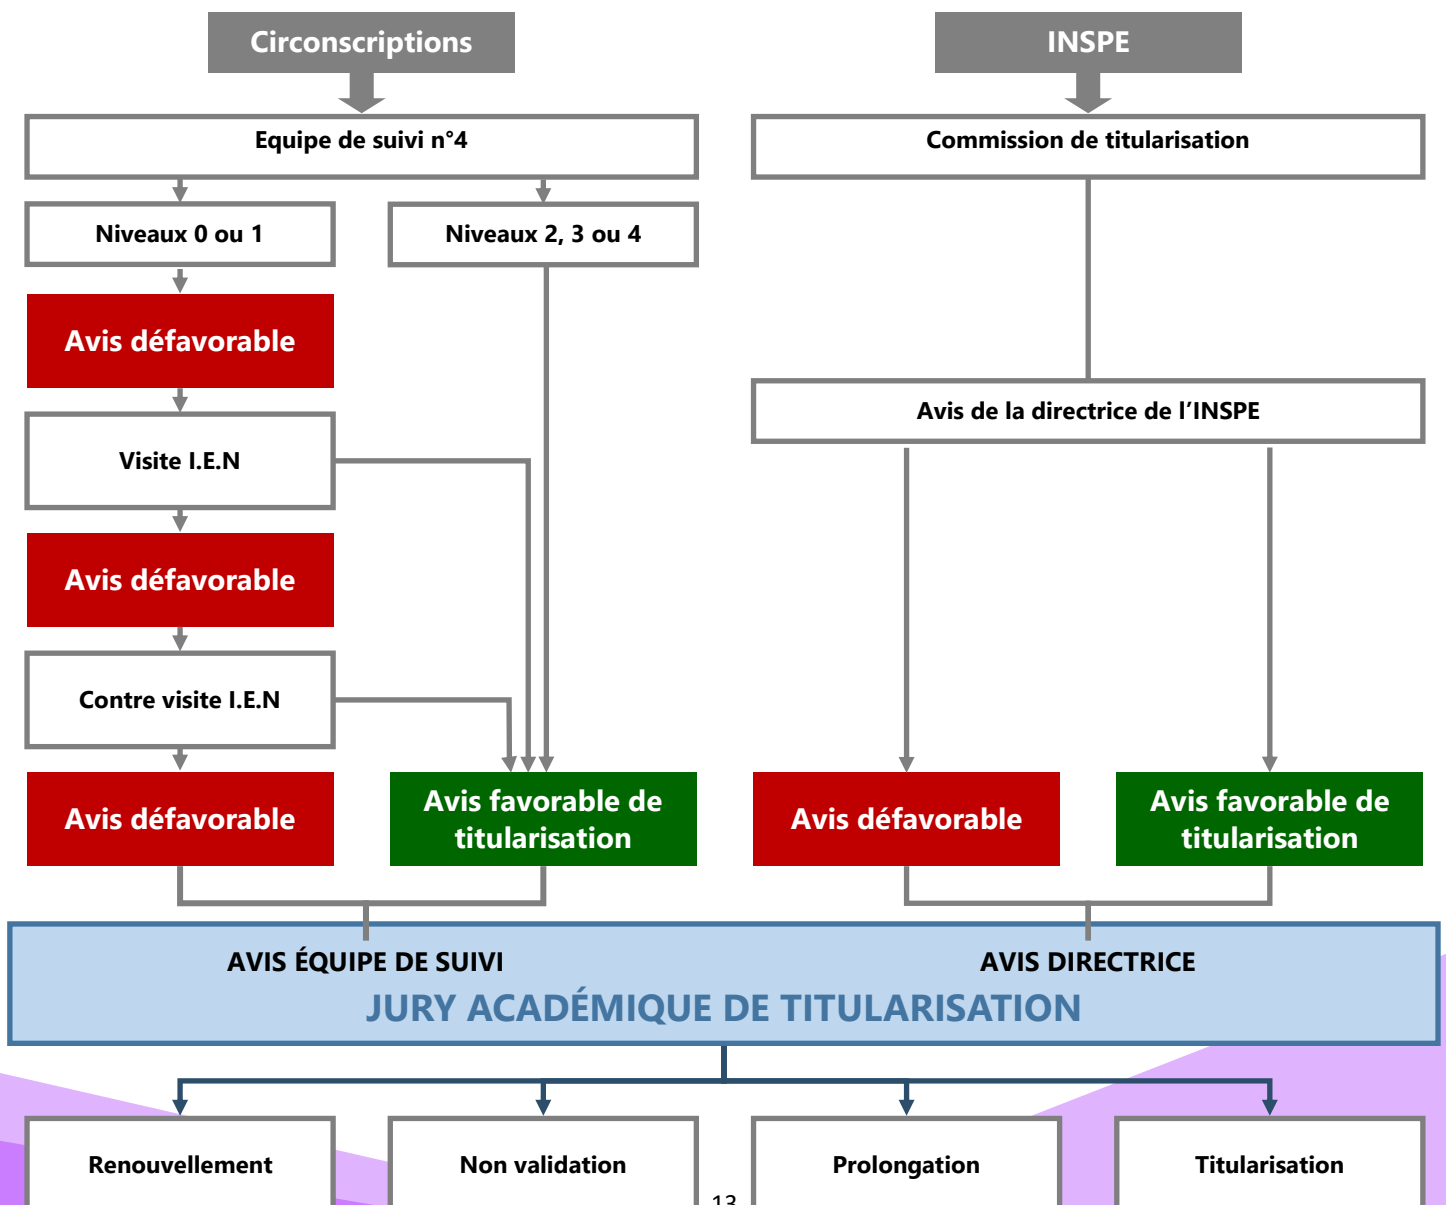 Circonscriptions
INSPE
Equipe de suivi n°4
Commission de titularisation
Niveaux 0 ou 1
Niveaux 2, 3 ou 4
Avis défavorable
Avis de la directrice de l’INSPE
Visite I.E.N
Avis défavorable
Contre visite I.E.N
Avis défavorable
Avis favorable de
titularisation
Avis défavorable
Avis favorable de
titularisation
AVIS ÉQUIPE DE SUIVI
AVIS DIRECTRICE
JURY ACADÉMIQUE DE TITULARISATION
Renouvellement
Non validation
Prolongation
Titularisation
13